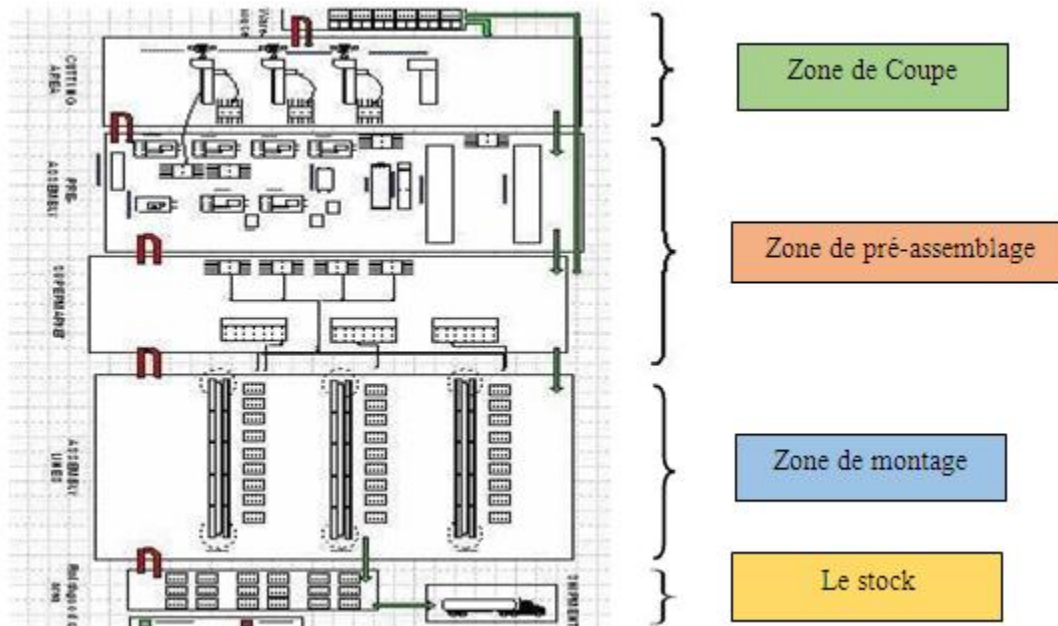 CUTTING
AREA
Zone de Coupe
PRE-
ASSEMBLY
Zone de pré-assemblage
SUPERMARKET
ASSEMBLY
LINES
Zone de montage
SHIPMENT
Le stock